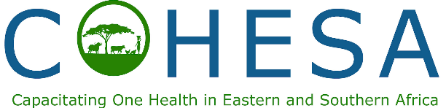 COHESA
Capacitating One Health in Eastern and Southern Africa